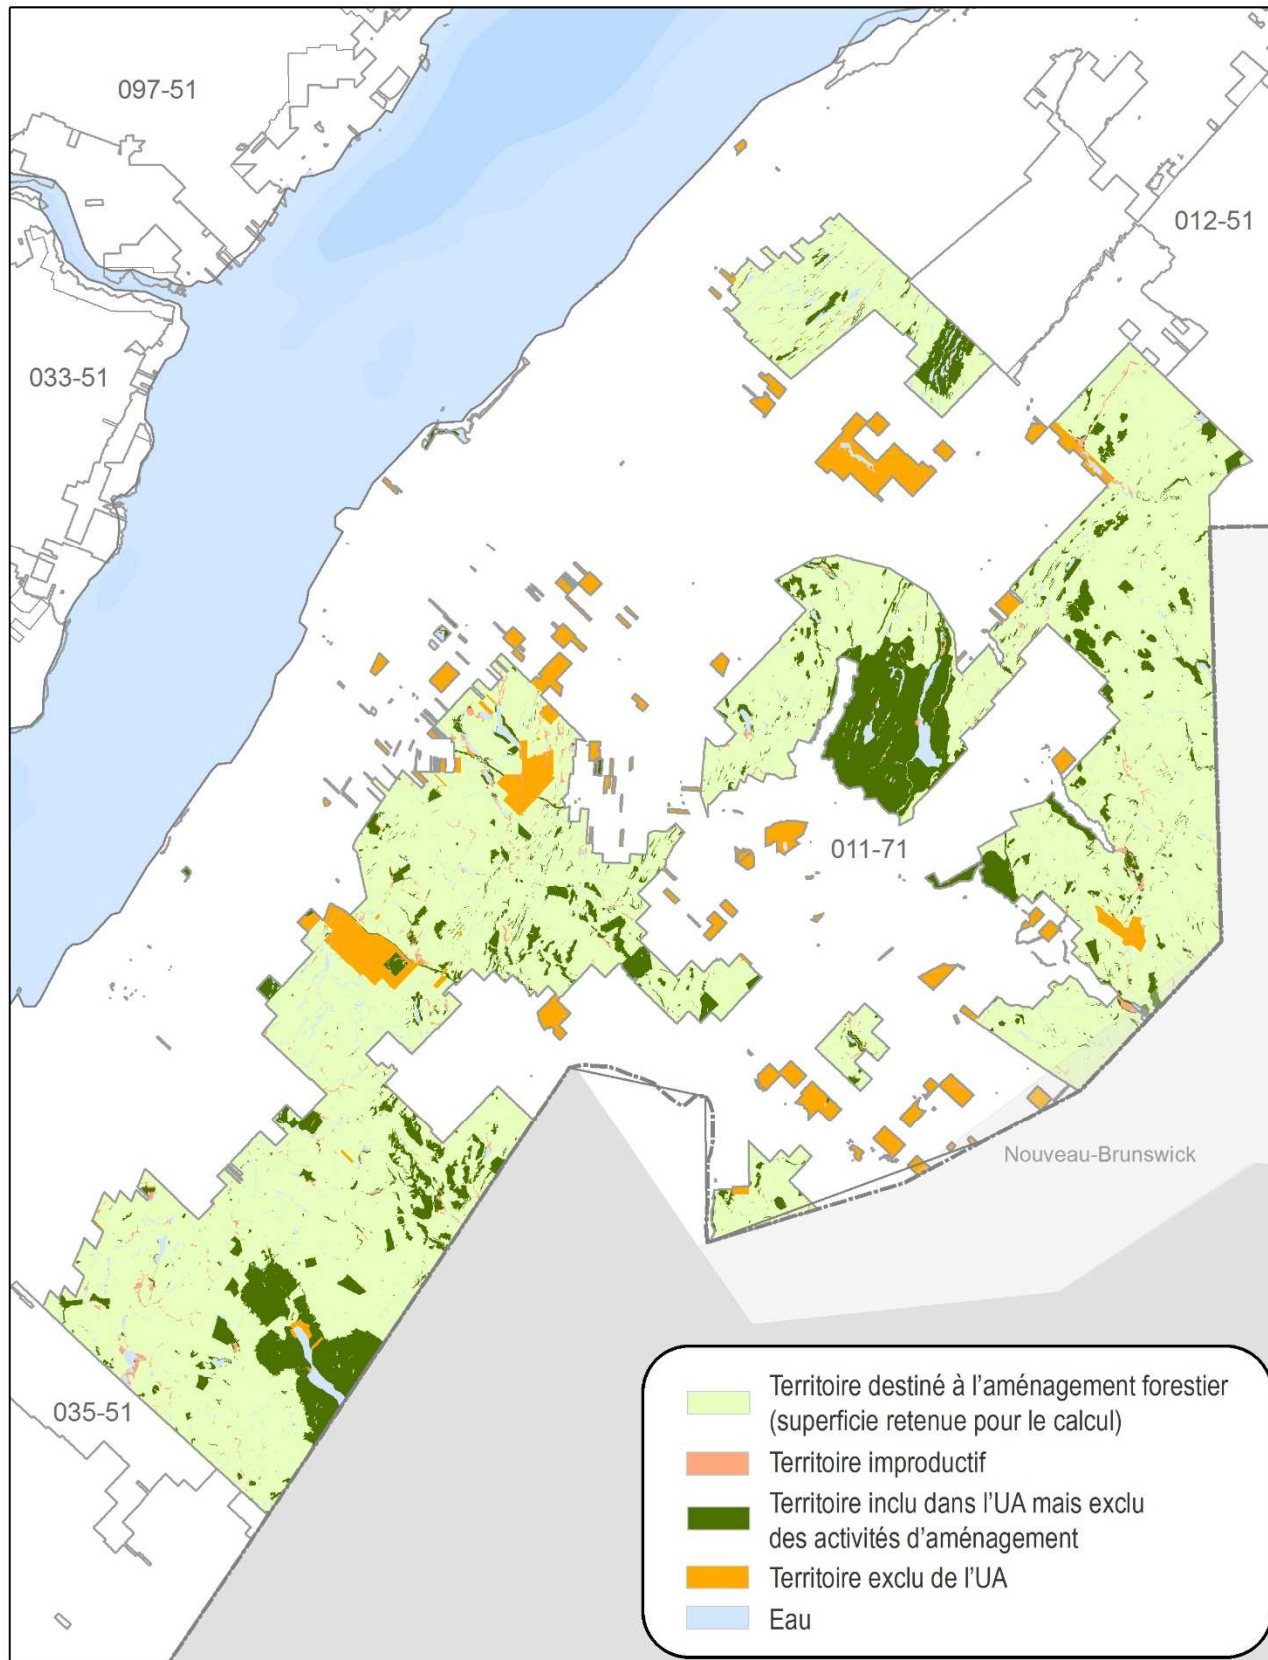 097-51
012-51
033-51
011-71
Nouveau-Brunswick
035-51
Territoire destiné à l'aménagement forestier
(superficie retenue pour le calcul)
Territoire improductif
Territoire inclu dans l'UA mais exclu
des activités d'aménagement
Territoire exclu de l'UA
Eau